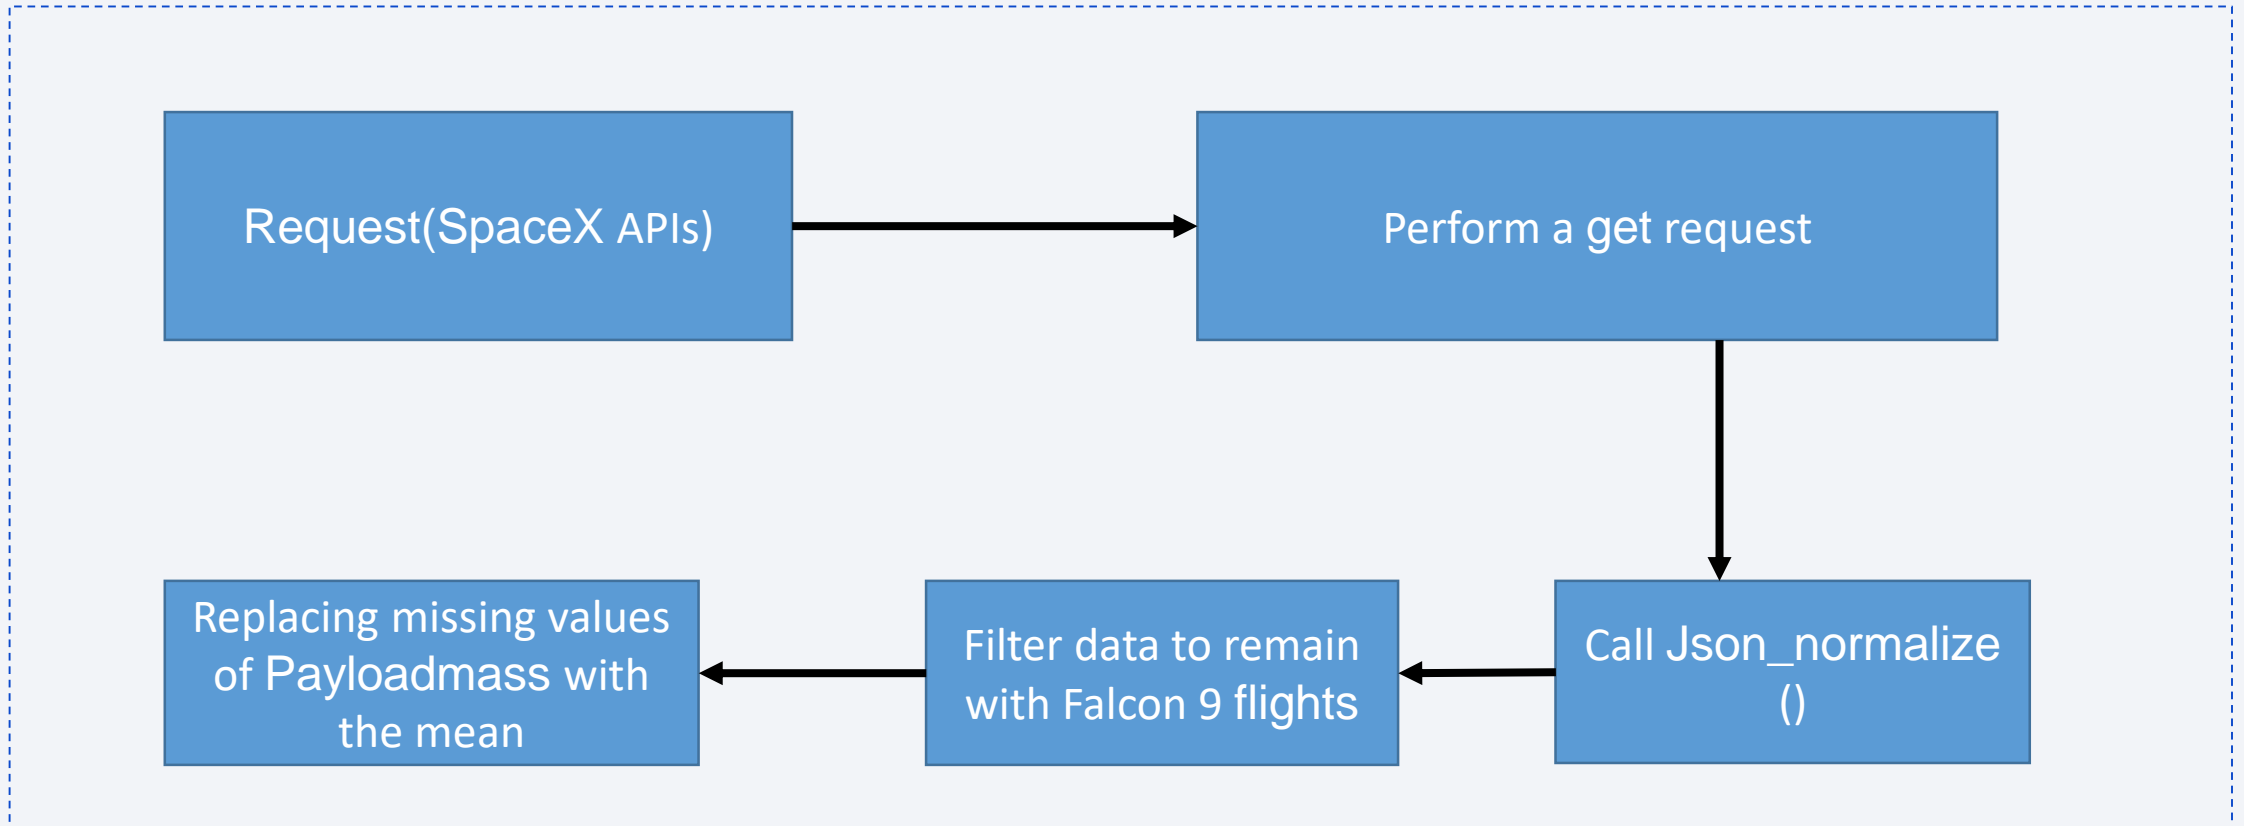 Request(SpaceX APIs)
Perform a get request
Replacing missing values
of Payloadmass with
the mean
Filter data to remain
with Falcon 9 flights
Call Json_normalize
()